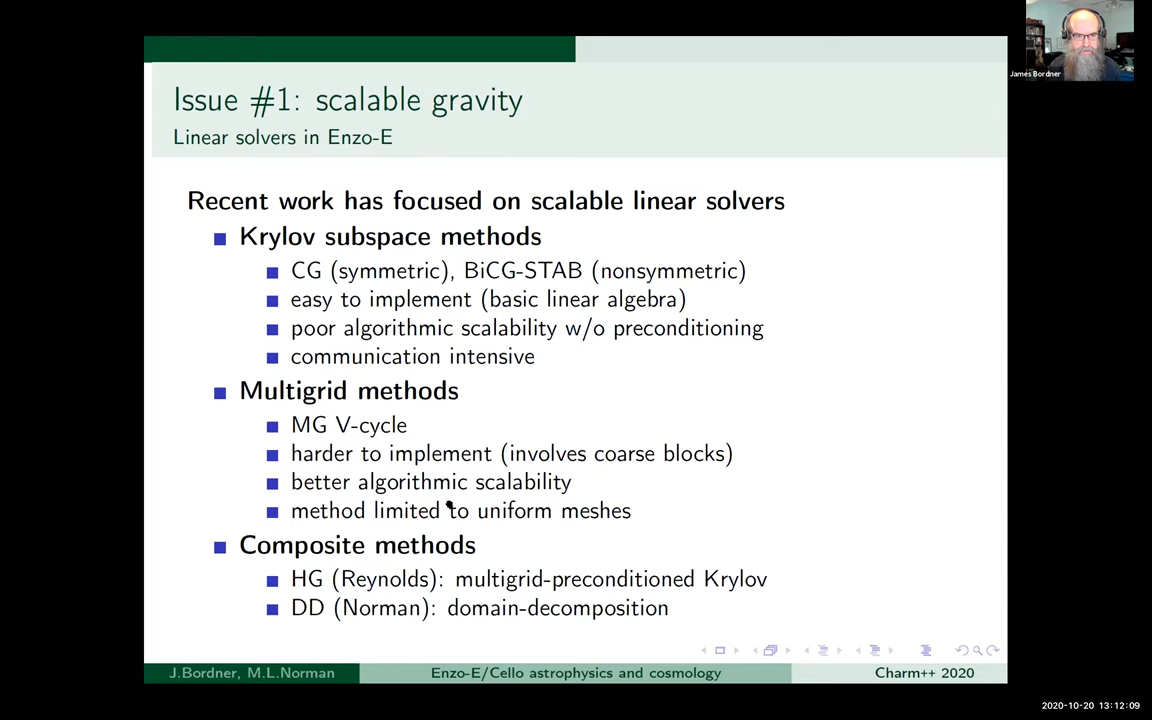 James Bordner
Issue #1: scalable gravity
Linear solvers in Enzo-E
Recent work has focused on scalable linear solvers
Krylov subspace methods
CG (symmetric), BiCG-STAB (nonsymmetric)
easy to implement (basic linear algebra)
poor algorithmic scalability w/o preconditioning
communication intensive
Multigrid methods
MG V-cycle
harder to implement (involves coarse blocks)
better algorithmic scalability
method limited to uniform meshes
Composite methods
HG (Reynolds): multigrid-preconditioned Krylov
DD (Norman): domain-decomposition
J.Bordner, M.L.Norman
Enzo-E/Cello astrophysics and cosmology
Charm++ 2020
2020-10-20 13:12:09